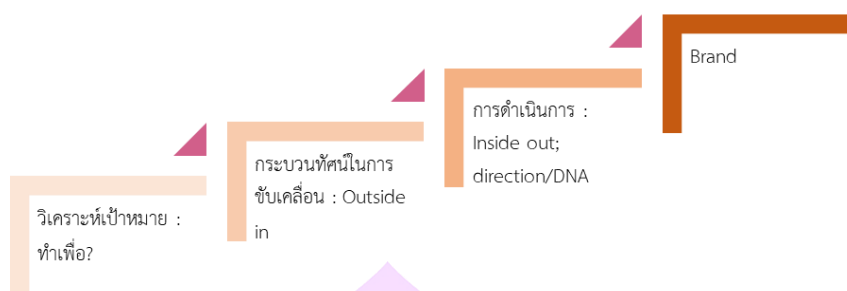 วิเคราะห์เป้าหมาย :
ทำเพื่อ?
กระบวนทัศน์ในการ
ขับเคลื่อน : Outside
in
การดำเนินการ :
Inside out;
direction/DNA
Brand